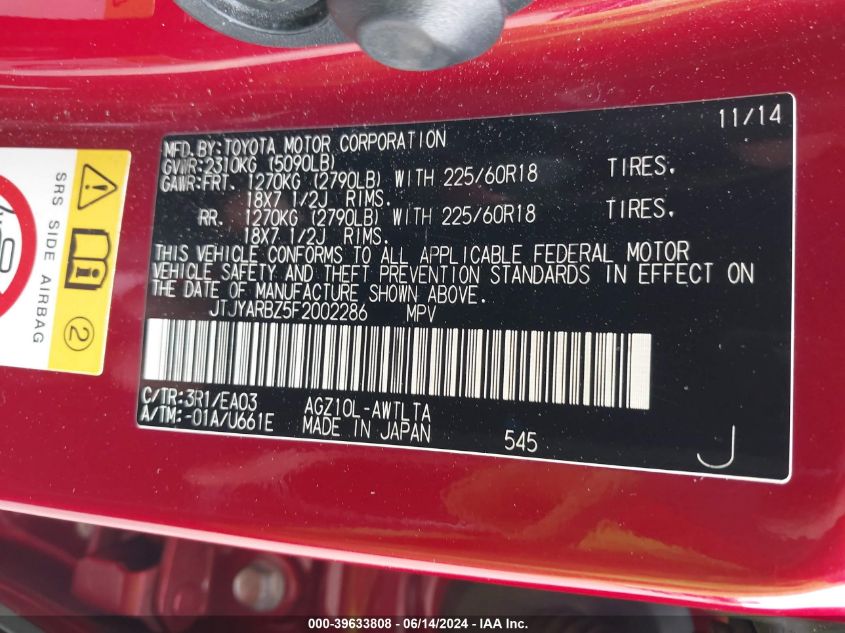 11/14
MFD.BY:TOYOTA MOTOR CORPORATION
GVWR:2310KG (5090LB)
GAWR:FRT. 1270KG (2790LB) WITH 225/60R18 TIRES.
18X7 1/2J RIMS.
RR. 1270KG (2790LB) WITH 225/60R18 TIRES.
18X7 1/2J RIMS.
THIS VEHICLE CONFORMS TO ALL APPLICABLE FEDERAL MOTOR
VEHICLE SAFETY AND THEFT PREVENTION STANDARDS IN EFFECT ON
THE DATE OF MANUFACTURE SHOWN ABOVE.
JTJYARBZ5F2002286 MPV
C/TR:3R1/EA03 AGZ10L-AWTLTA
A/TM:-01A/U661E MADE IN JAPAN 545 J
SRS SIDE AIRBAG
2
000-39633808 - 06/14/2024 - IAA Inc.